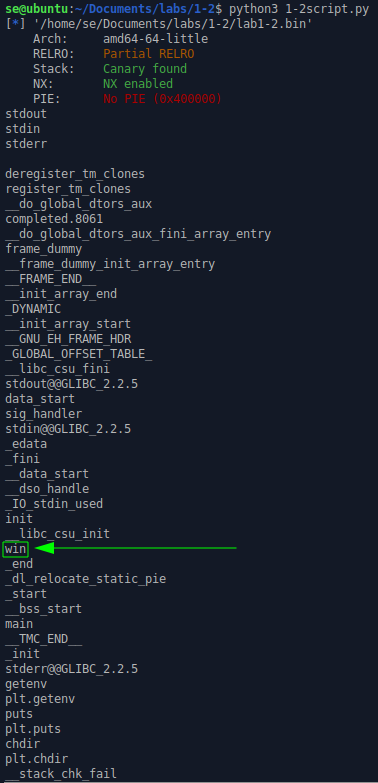 se@ubuntu:~/Documents/labs/1-2$ python3 1-2script.py
[*] '/home/se/Documents/labs/1-2/lab1-2.bin'
    Arch:     amd64-64-little
    RELRO:    Partial RELRO
    Stack:    Canary found
    NX:       NX enabled
    PIE:      No PIE (0x400000)
stdout
stdin
stderr

deregister_tm_clones
register_tm_clones
__do_global_dtors_aux
completed.8061
__do_global_dtors_aux_fini_array_entry
frame_dummy
__frame_dummy_init_array_entry
__FRAME_END__
__init_array_end
_DYNAMIC
__init_array_start
__GNU_EH_FRAME_HDR
_GLOBAL_OFFSET_TABLE_
__libc_csu_fini
stdout@@GLIBC_2.2.5
data_start
sig_handler
stdin@@GLIBC_2.2.5
_edata
_fini
__data_start
__dso_handle
_IO_stdin_used
init
__libc_csu_init
win
_end
_dl_relocate_static_pie
_start
__bss_start
main
__TMC_END__
_init
stderr@@GLIBC_2.2.5
getenv
plt.getenv
puts
plt.puts
chdir
plt.chdir
__stack_chk_fail